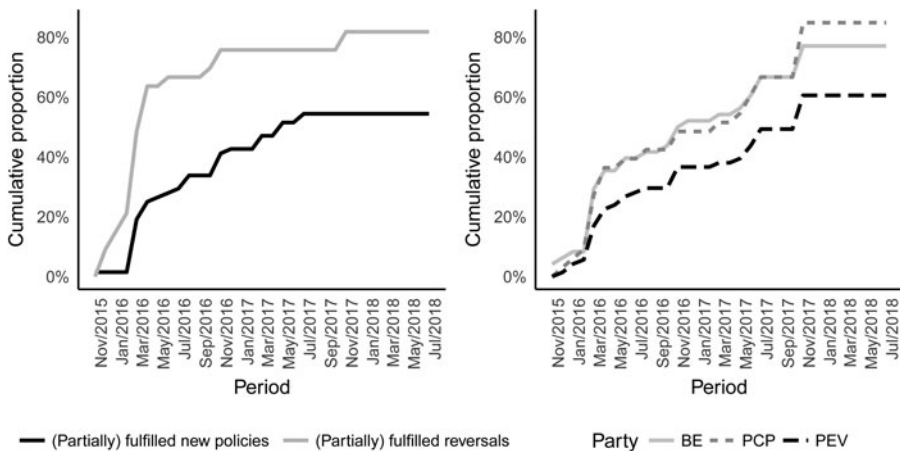 80%
60%
40%
20%
0%
Cumulative proportion
Nov/2015
Jan/2016
Mar/2016
May/2016
Jul/2016
Sep/2016
Nov/2016
Jan/2017
Mar/2017
May/2017
Jul/2017
Nov/2017
Jan/2018
Mar/2018
May/2018
Jul/2018
Period
(Partially) fulfilled new policies
(Partially) fulfilled reversals
80%
60%
40%
20%
0%
Cumulative proportion
Nov/2015
Jan/2016
Mar/2016
May/2016
Jul/2016
Sep/2016
Nov/2016
Jan/2017
Mar/2017
May/2017
Jul/2017
Nov/2017
Jan/2018
Mar/2018
May/2018
Jul/2018
Period
Party BE PCP PEV